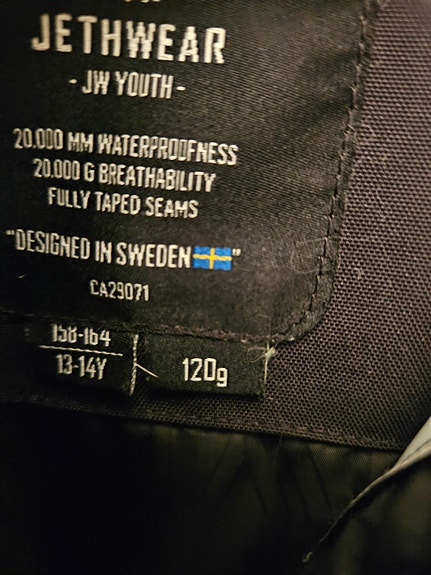 JETHWEAR
- JW YOUTH -
20.000 MM WATERPROOFNESS
20.000 G BREATHABILITY
FULLY TAPED SEAMS
"DESIGNED IN SWEDEN🇸🇪"
CA29071
158-164
13-14Y
120g